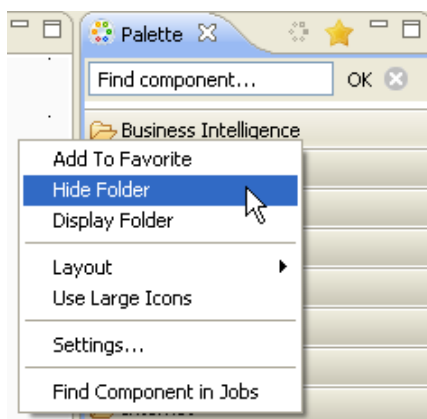 Palette
Find component... OK
Business Intelligence
Add To Favorite
Hide Folder
Display Folder
Layout
Use Large Icons
Settings...
Find Component in Jobs
Internet